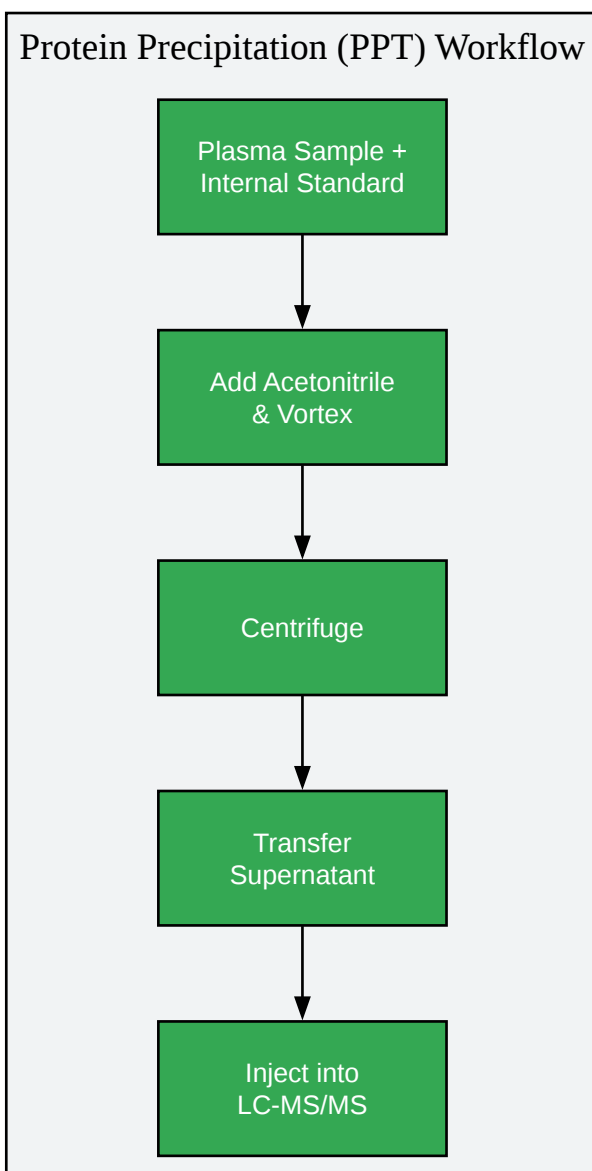 Protein Precipitation (PPT) Workflow
Plasma Sample +
Internal Standard
Add Acetonitrile
& Vortex
Centrifuge
Transfer
Supernatant
Inject into
LC-MS/MS